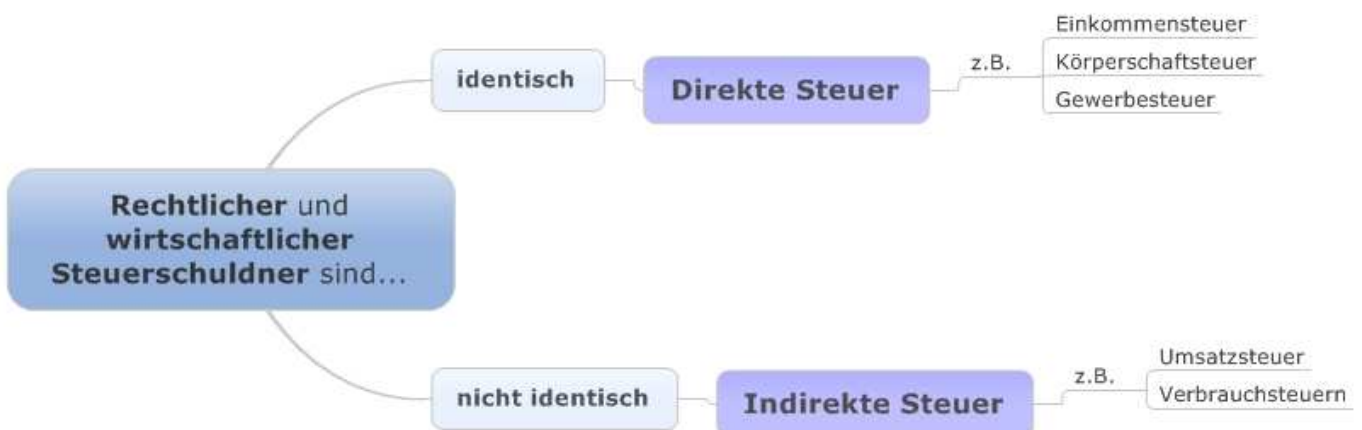 Rechtlicher und
wirtschaftlicher
Steuerschuldner sind...
identisch
Direkte Steuer
z.B.
Einkommensteuer
Körperschaftsteuer
Gewerbesteuer
nicht identisch
Indirekte Steuer
z.B.
Umsatzsteuer
Verbrauchsteuern